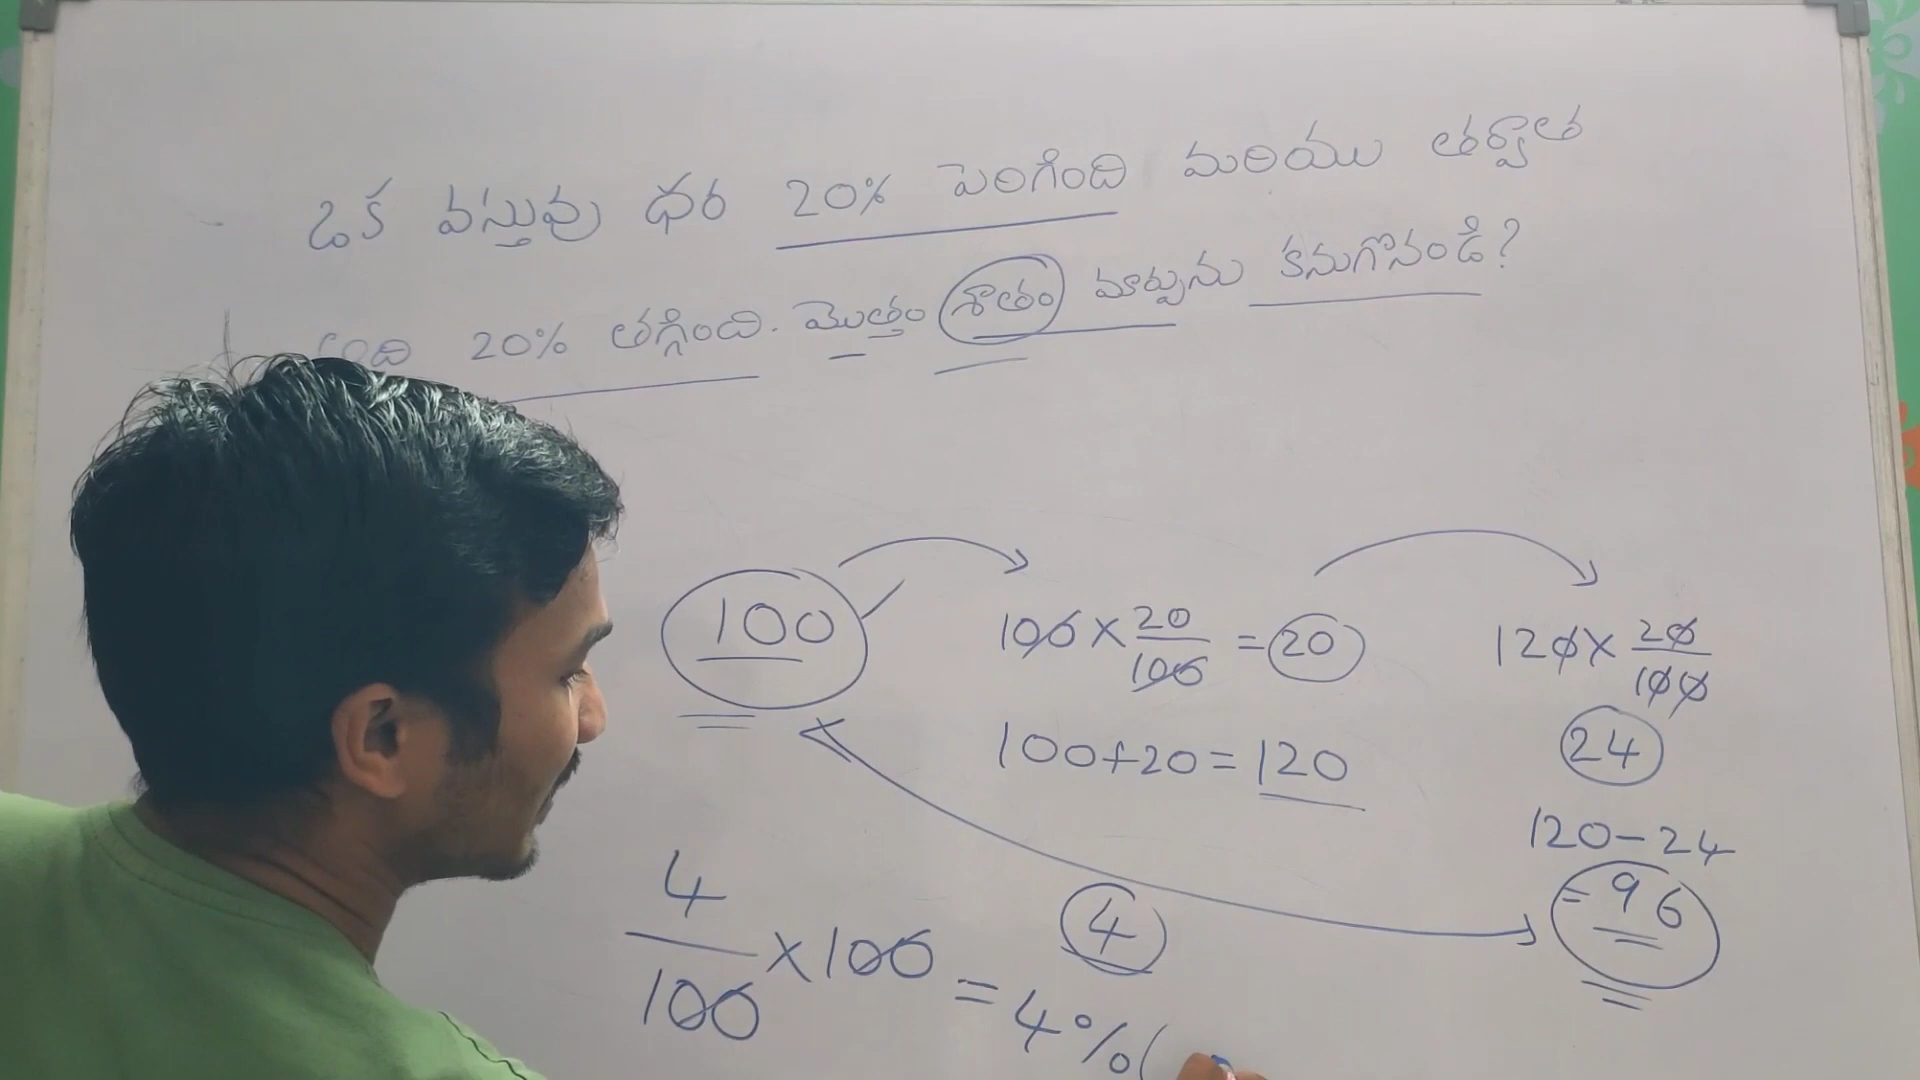 ఒక వస్తువు ధర 20% పెరిగింది మరియు తర్వాత
అది 20% తగ్గింది. మొత్తం శాతం మార్పును కనుగొనండి?
100
100 × 20/100 = 20
100+20=120
120 × 20/100
24
120-24
=96
4
4/100 × 100 = 4% (